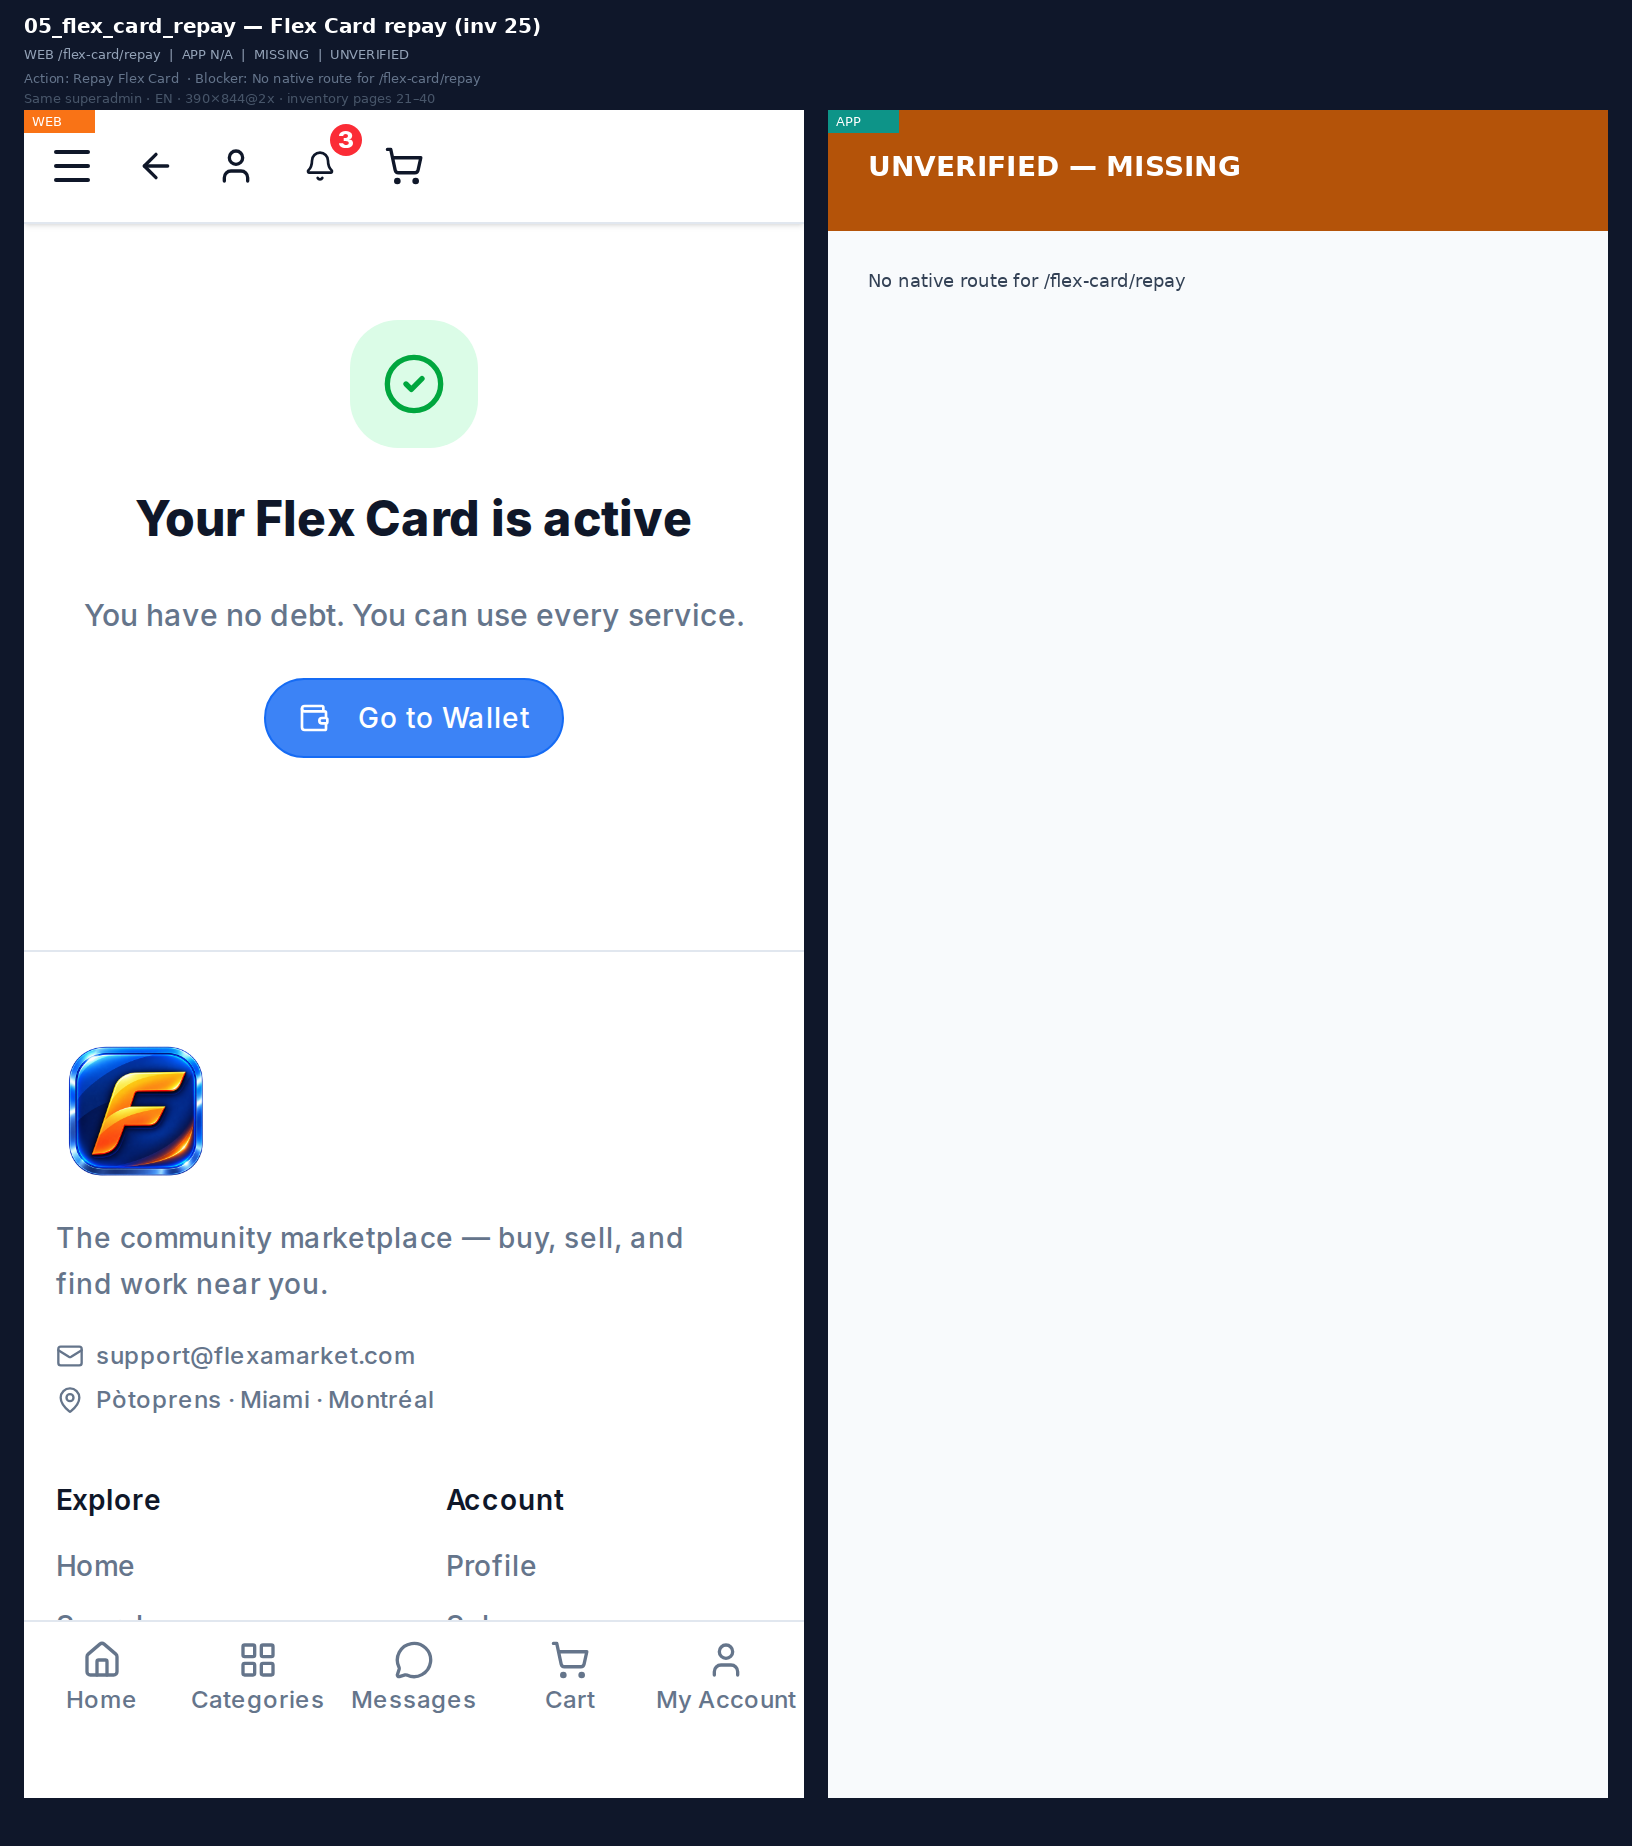 05_flex_card_repay — Flex Card repay (inv 25)
WEB /flex-card/repay | APP N/A | MISSING | UNVERIFIED
Action: Repay Flex Card · Blocker: No native route for /flex-card/repay
Same superadmin · EN · 390×844@2x · inventory pages 21–40
WEB
3
Your Flex Card is active
You have no debt. You can use every service.
Go to Wallet
F
The community marketplace — buy, sell, and
find work near you.
support@flexamarket.com
Pòtoprens · Miami · Montréal
Explore
Account
Home
Profile
Home
Categories
Messages
Cart
My Account
APP
UNVERIFIED — MISSING
No native route for /flex-card/repay